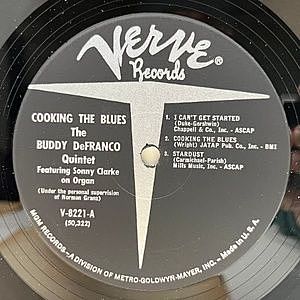 Verve®
Records
COOKING THE BLUES
The
BUDDY DeFRANCO
Quintet
Featuring Sonny Clarke
on Organ
(Under the personal supervision
of Norman Granz)
V-8221-A
(50,322)
1. I CAN'T GET STARTED
(Duke-Gershwin)
Chappell & Co., Inc. - ASCAP
2. COOKING THE BLUES
(Wright) JATAP Pub. Co., Inc. - BMI
3. STARDUST
(Carmichael-Parish)
Mills Music, Inc. - ASCAP
MGM RECORDS—A DIVISION OF METRO-GOLDWYN-MAYER, INC.—Made in U. S. A.